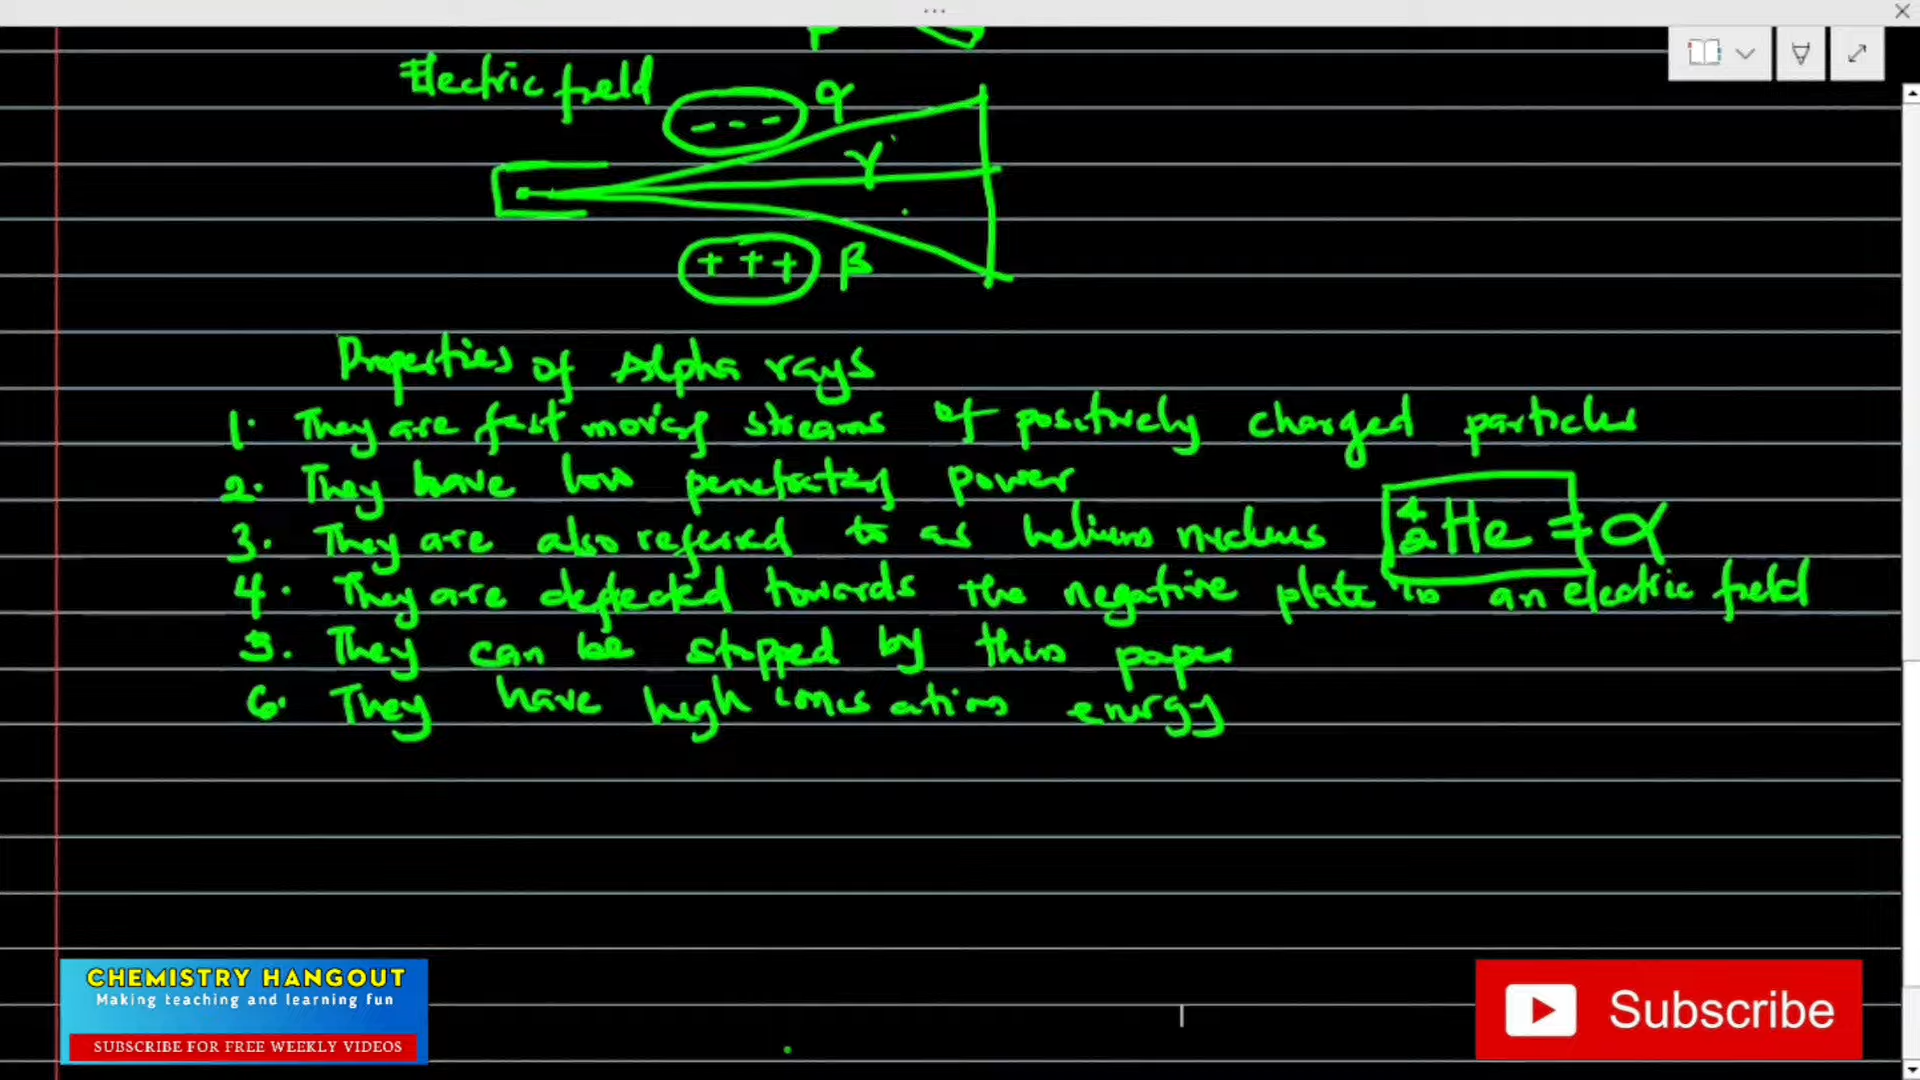 Electric field
- - - α
γ
+ + + β
Properties of Alpha rays
1. They are fast moving streams of positively charged particles
2. They have low penetrating power
3. They are also referred to as helium nucleus 4 2 He = α
4. They are deflected towards the negative plate in an electric field
5. They can be stopped by thin paper
6. They have high ionisation energy
CHEMISTRY HANGOUT
Making teaching and learning fun
SUBSCRIBE FOR FREE WEEKLY VIDEOS
Subscribe